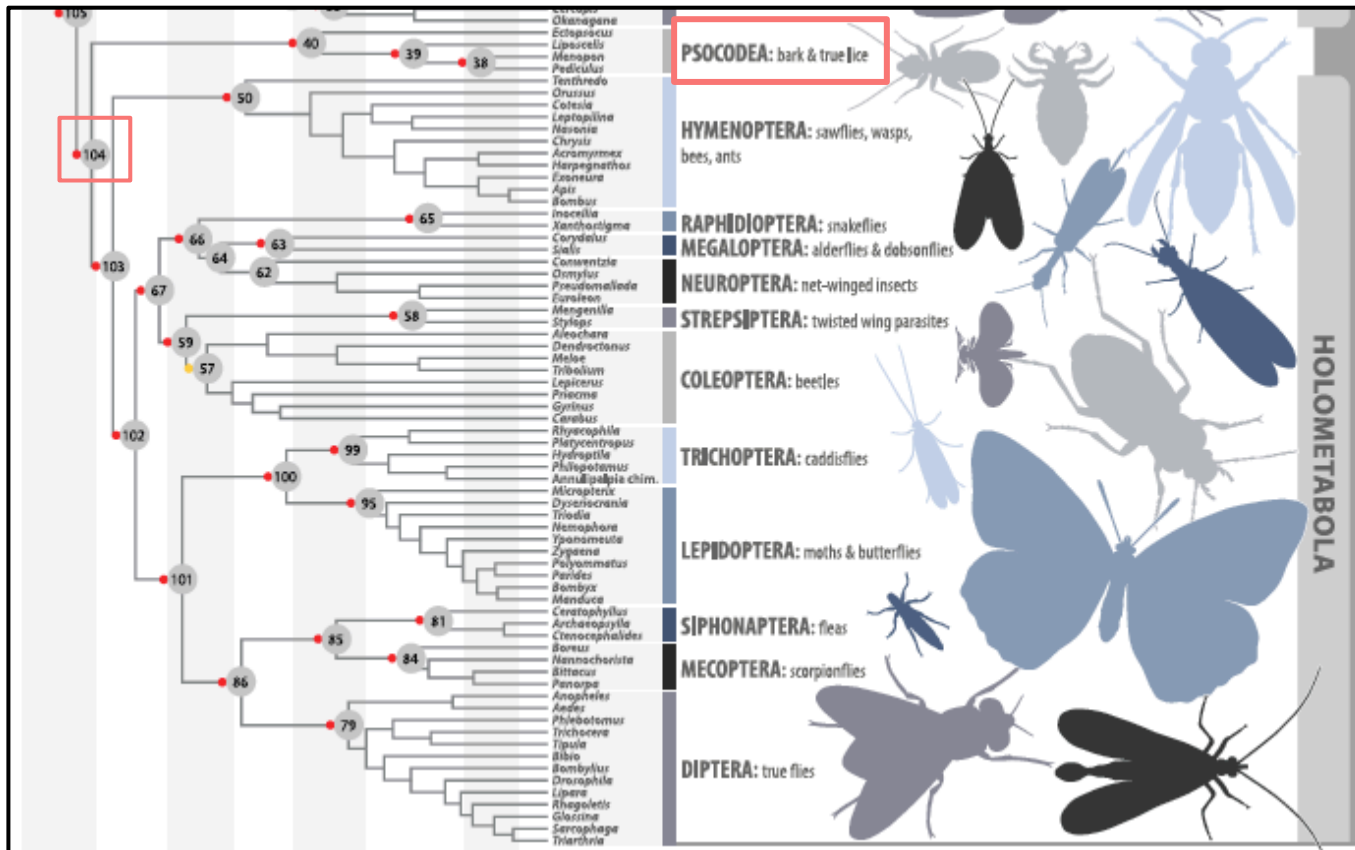 105
Okanagana
Ectopsocus
40
Liposcelis
39
Menopon
38
Pediculus
PSOCODEA: bark & true lice
Tenthredo
50
Orussus
Cotesia
Leptopilina
Nasonia
Chrysis
Acromyrmex
Harpegnathos
Exoneura
Apis
Bombus
HYMENOPTERA: sawflies, wasps,
bees, ants
104
Inocellia
65
Xanthostigma
RAPHIDIOPTERA: snakeflies
66
Corydalus
63
Sialis
MEGALOPTERA: alderflies & dobsonflies
64
103
Conwentzia
62
Osmylus
Pseudomallada
Euroleon
NEUROPTERA: net-winged insects
67
Mengenilla
58
Stylops
STREPSIPTERA: twisted wing parasites
59
Aleochara
Dendroctonus
Meloe
57
Tribolium
Lepicerus
Priacma
Gyrinus
Carabus
COLEOPTERA: beetles
102
Rhyacophila
Platycentropus
99
Hydroptila
Philopotamus
Annulipalpia chim.
TRICHOPTERA: caddisflies
100
Micropterix
95
Dyseriocrania
Triodia
Nemophora
Yponomeuta
Zygaena
Polyommatus
Parides
Bombyx
Manduca
LEPIDOPTERA: moths & butterflies
101
Ceratophyllus
81
Archaeopsylla
Ctenocephalides
SIPHONAPTERA: fleas
85
Boreus
84
Nannochorista
Bittacus
Panorpa
MECOPTERA: scorpionflies
86
Anopheles
Aedes
79
Phlebotomus
Trichocera
Tipula
Bibio
Bombylius
Drosophila
Lipara
Rhagoletis
Glossina
Sarcophaga
Triarthria
DIPTERA: true flies
HOLOMETABOLA